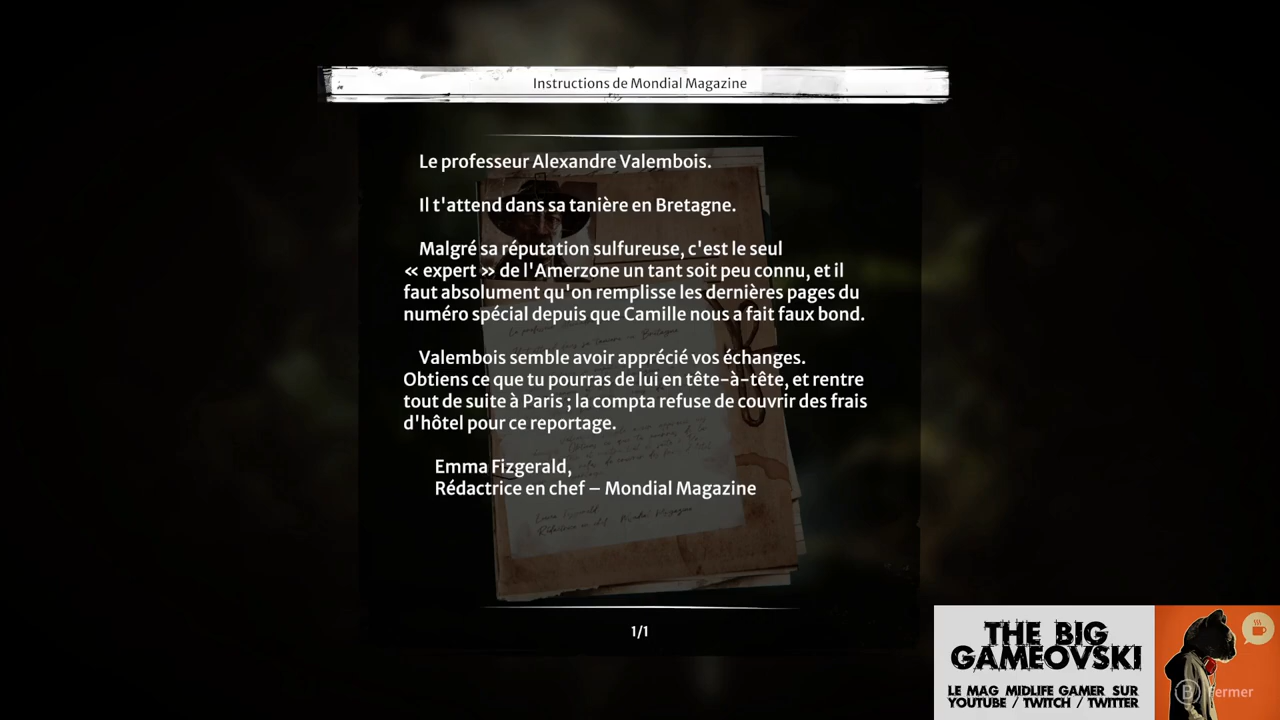 Instructions de Mondial Magazine
Le professeur Alexandre Valembois.
Il t'attend dans sa tanière en Bretagne.
Malgré sa réputation sulfureuse, c'est le seul
« expert » de l'Amerzone un tant soit peu connu, et il
faut absolument qu'on remplisse les dernières pages du
numéro spécial depuis que Camille nous a fait faux bond.
Valembois semble avoir apprécié vos échanges.
Obtiens ce que tu pourras de lui en tête-à-tête, et rentre
tout de suite à Paris ; la compta refuse de couvrir des frais
d'hôtel pour ce reportage.
Emma Fizgerald,
Rédactrice en chef – Mondial Magazine
1/1
THE BIG
GAMEOVSKI
LE MAG MIDLIFE GAMER SUR
YOUTUBE / TWITCH / TWITTER
B Fermer